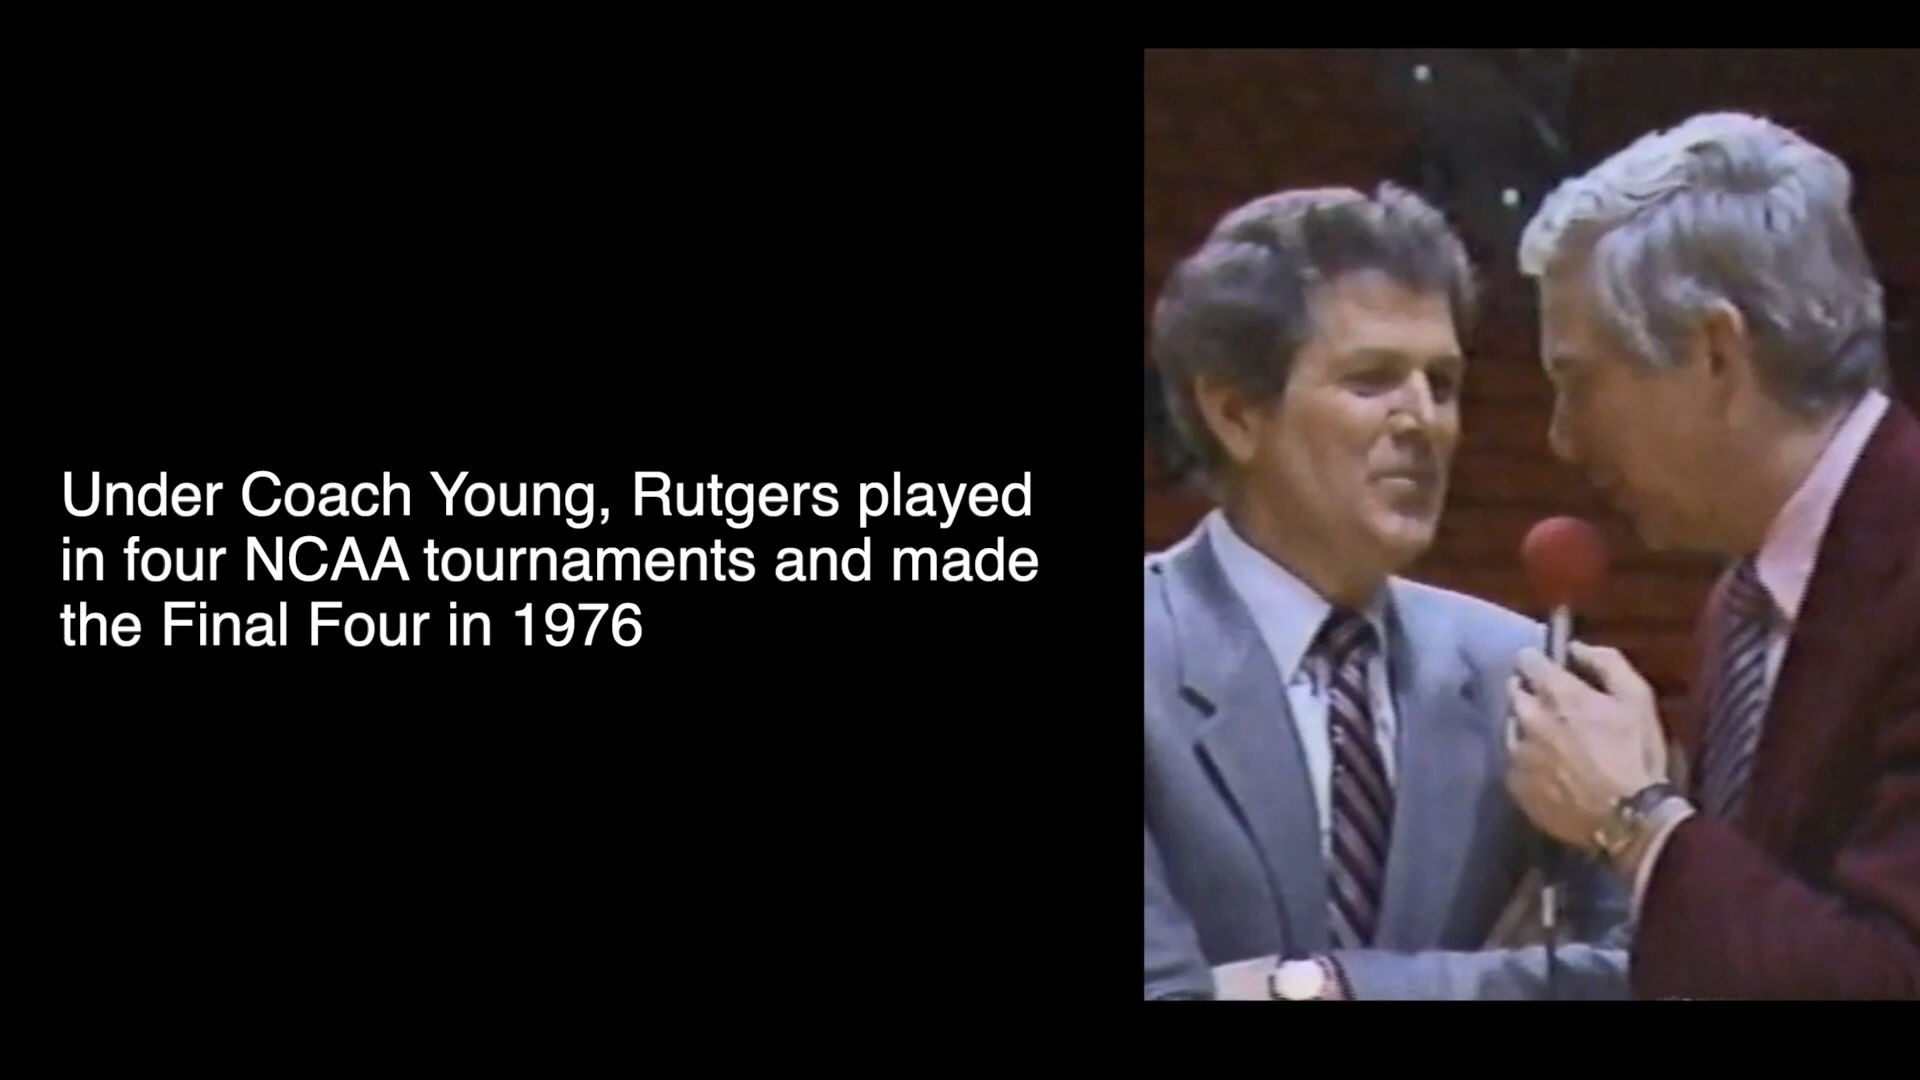 Under Coach Young, Rutgers played
in four NCAA tournaments and made
the Final Four in 1976